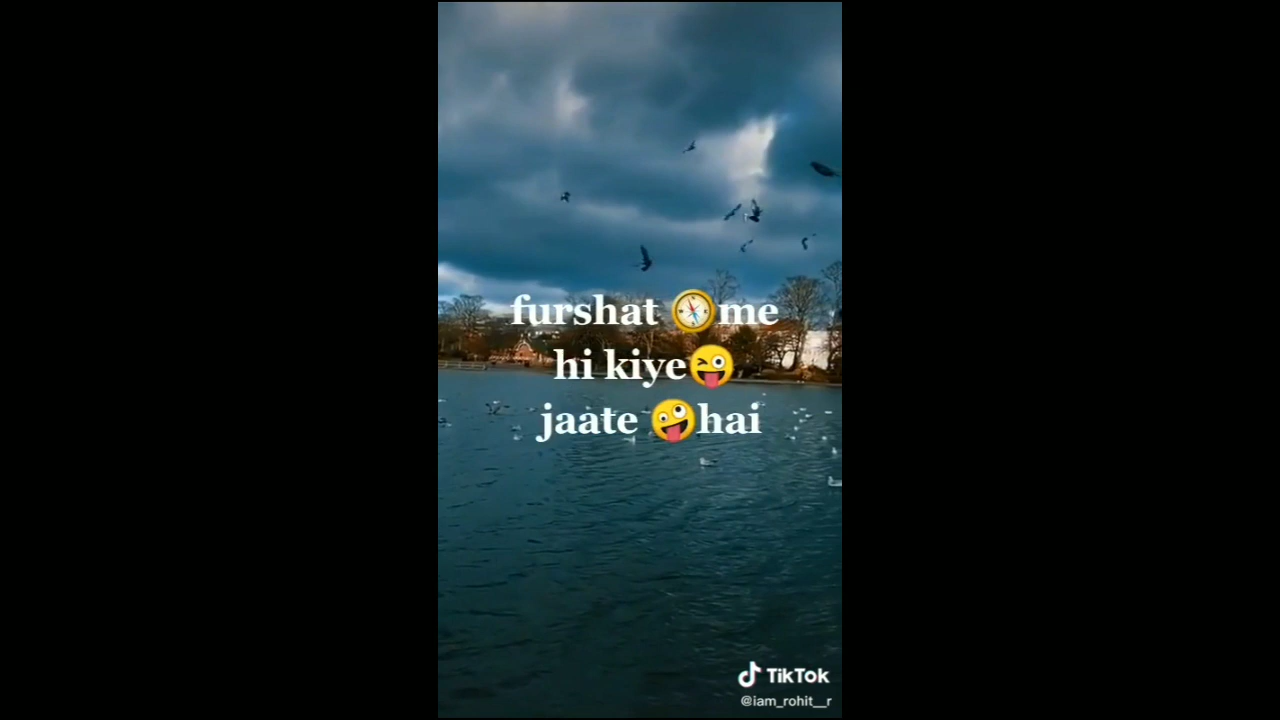 furshat 🧭me
hi kiye😜
jaate 🤪hai
TikTok
@iam_rohit__r